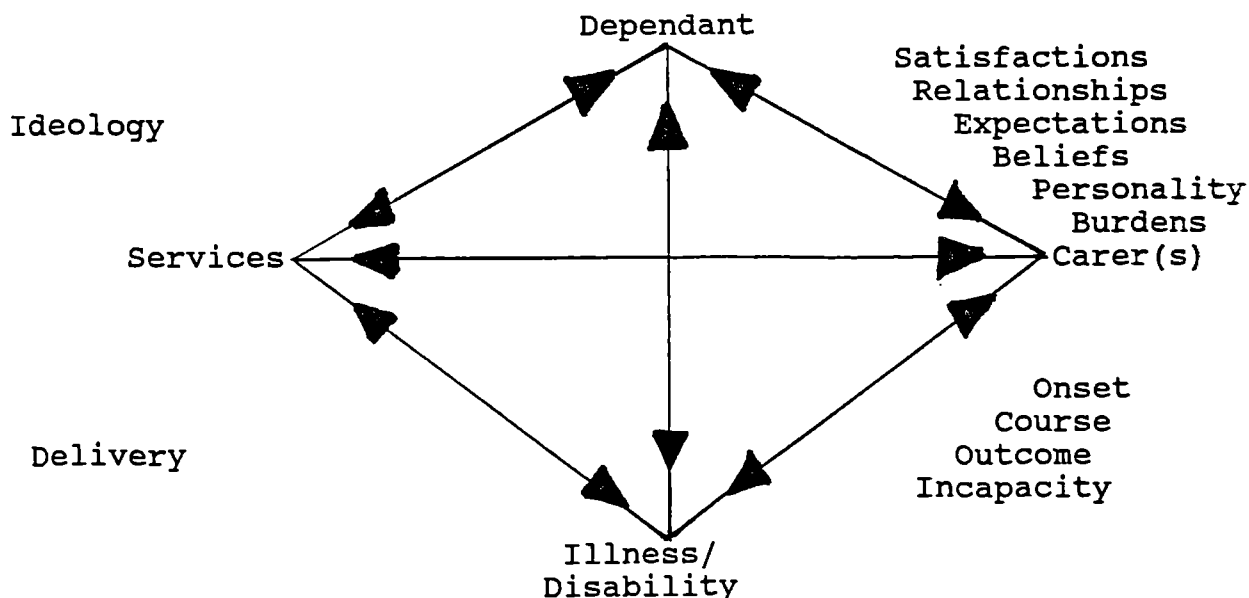 Dependant
Satisfactions
Relationships
Ideology
Expectations
Beliefs
Personality
Burdens
Services
Carer(s)
Onset
Course
Delivery
Outcome
Incapacity
Illness/
Disability